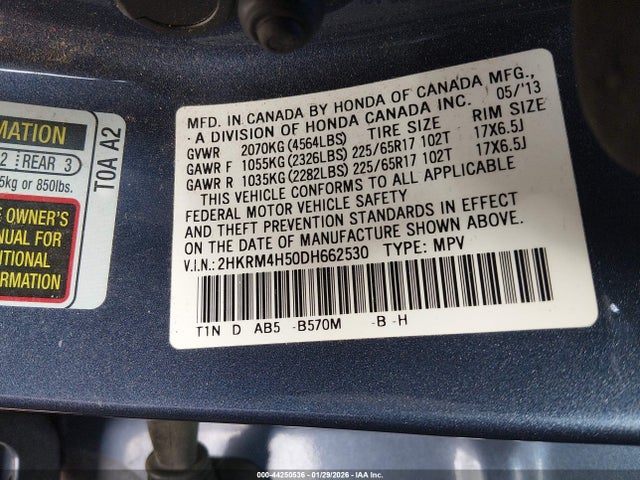 MATION
2 REAR 3
5kg or 850lbs.
E OWNER'S
NUAL FOR
ITIONAL
ORMATION
T0A A2
MFD. IN CANADA BY HONDA OF CANADA MFG.,
A DIVISION OF HONDA CANADA INC. 05/'13
GVWR 2070KG (4564LBS) TIRE SIZE RIM SIZE
GAWR F 1055KG (2326LBS) 225/65R17 102T 17X6.5J
GAWR R 1035KG (2282LBS) 225/65R17 102T 17X6.5J
THIS VEHICLE CONFORMS TO ALL APPLICABLE
FEDERAL MOTOR VEHICLE SAFETY
AND THEFT PREVENTION STANDARDS IN EFFECT
ON THE DATE OF MANUFACTURE SHOWN ABOVE.
V.I.N.: 2HKRM4H50DH662530 TYPE: MPV
T1N D AB5 -B570M -B -H
000-44250536 - 01/29/2026 - IAA Inc.